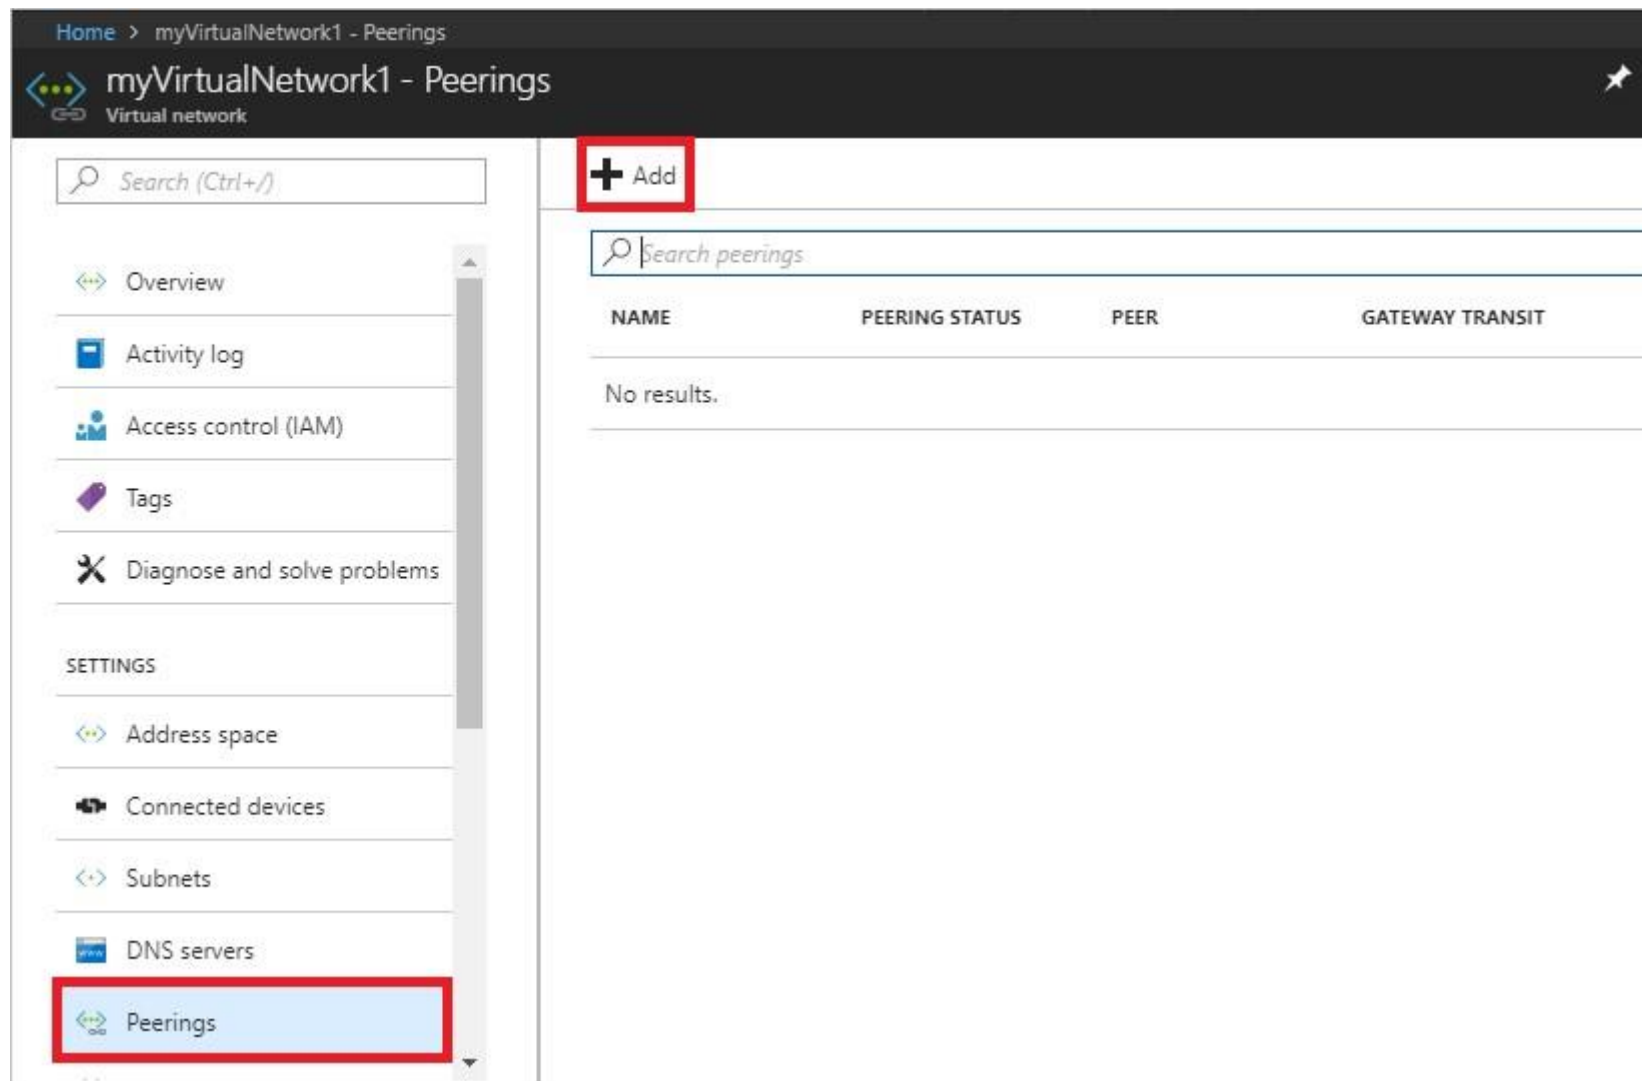 Home > myVirtualNetwork1 - Peerings
myVirtualNetwork1 - Peerings
Virtual network
Search (Ctrl+/)
Overview
Activity log
Access control (IAM)
Tags
Diagnose and solve problems
SETTINGS
Address space
Connected devices
Subnets
DNS servers
Peerings
Add
Search peerings
NAME PEERING STATUS PEER GATEWAY TRANSIT
No results.